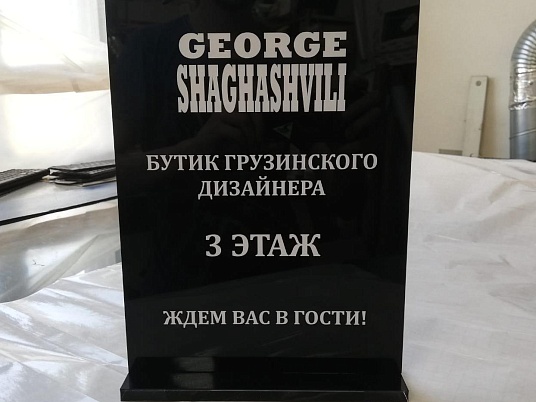 GEORGE
SHAGHASHVILI
БУТИК ГРУЗИНСКОГО
ДИЗАЙНЕРА
3 ЭТАЖ
ЖДЕМ ВАС В ГОСТИ!